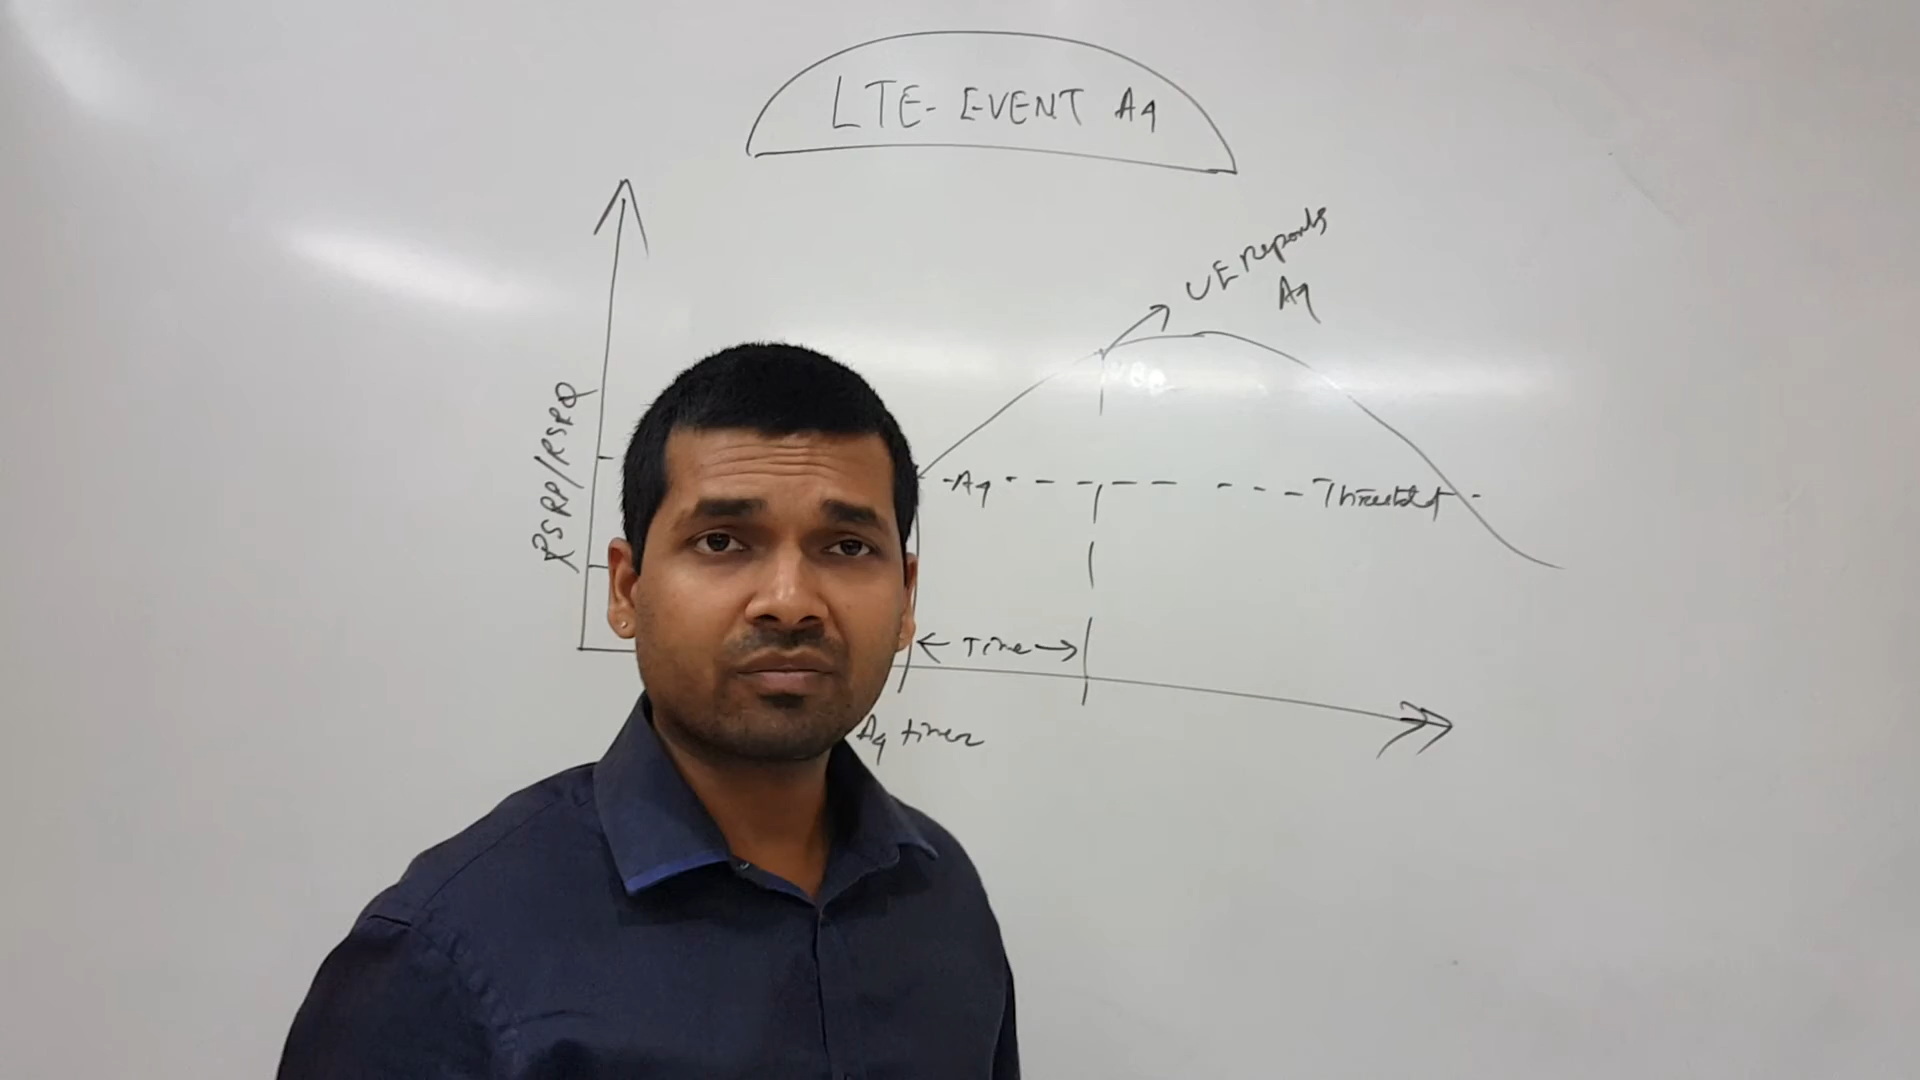 LTE- EVENT A4
UE reports
A4
RSRP/RSRQ
A4
Threshold
Time
A4 timer